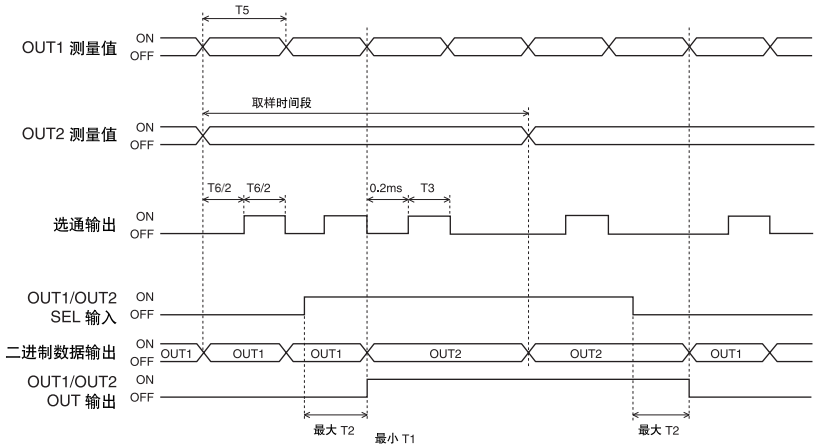 T5
OUT1 测量值 ON
OFF
取样时间段
OUT2 测量值 ON
OFF
T6/2 T6/2 0.2ms T3
选通输出 ON
OFF
OUT1/OUT2 ON
SEL 输入 OFF
二进制数据输出 ON
OFF
OUT1 OUT1 OUT1 OUT2 OUT2 OUT1
OUT1/OUT2 ON
OUT 输出 OFF
最大 T2 最大 T2
最小 T1